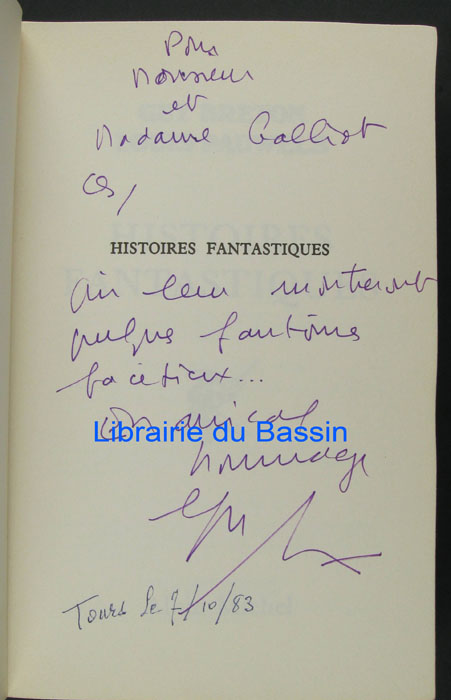 Pour
Monsieur
et
Madame Galliot
ces,
HISTOIRES FANTASTIQUES
qui leur montreront
quelques fantômes
facétieux...
En amical
Librairie du Bassin
hommage
Tours le 7/10/83